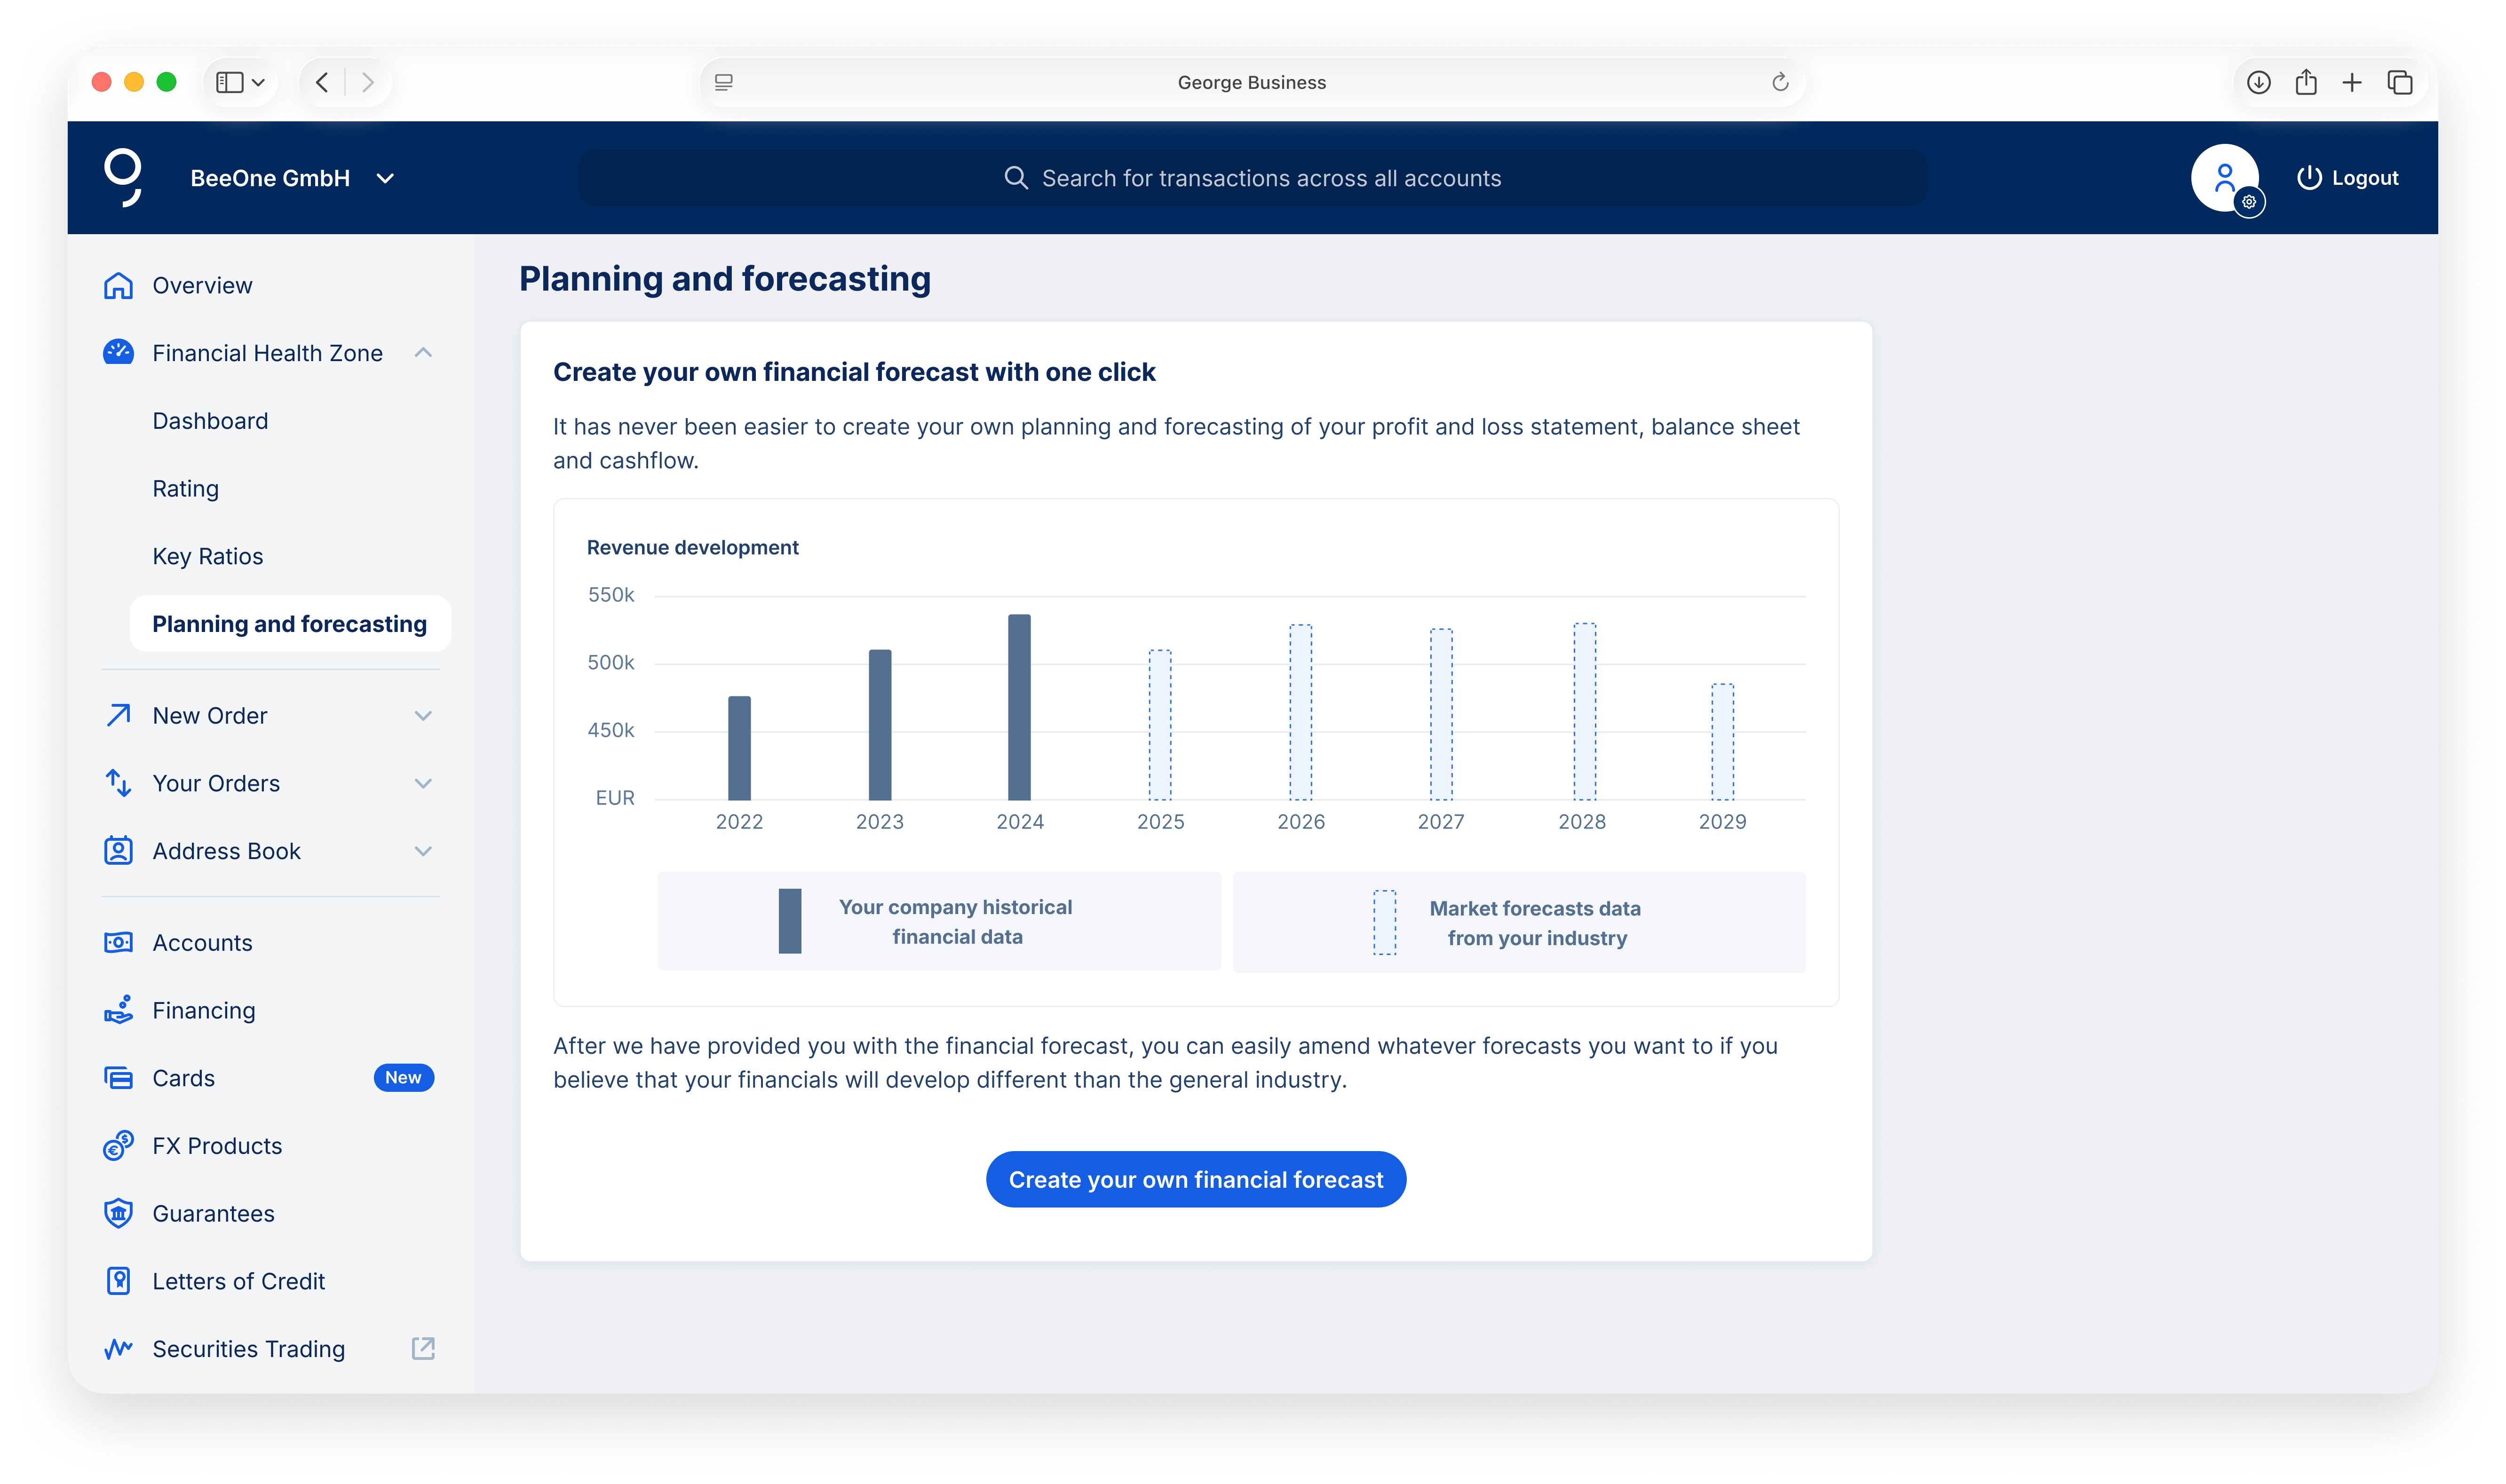 George Business
BeeOne GmbH
Search for transactions across all accounts
Logout
Overview
Financial Health Zone
Dashboard
Rating
Key Ratios
Planning and forecasting
New Order
Your Orders
Address Book
Accounts
Financing
Cards
New
FX Products
Guarantees
Letters of Credit
Securities Trading
Planning and forecasting
Create your own financial forecast with one click
It has never been easier to create your own planning and forecasting of your profit and loss statement, balance sheet
and cashflow.
Revenue development
550k
500k
450k
EUR
2022 2023 2024 2025 2026 2027 2028 2029
Your company historical
financial data
Market forecasts data
from your industry
After we have provided you with the financial forecast, you can easily amend whatever forecasts you want to if you
believe that your financials will develop different than the general industry.
Create your own financial forecast